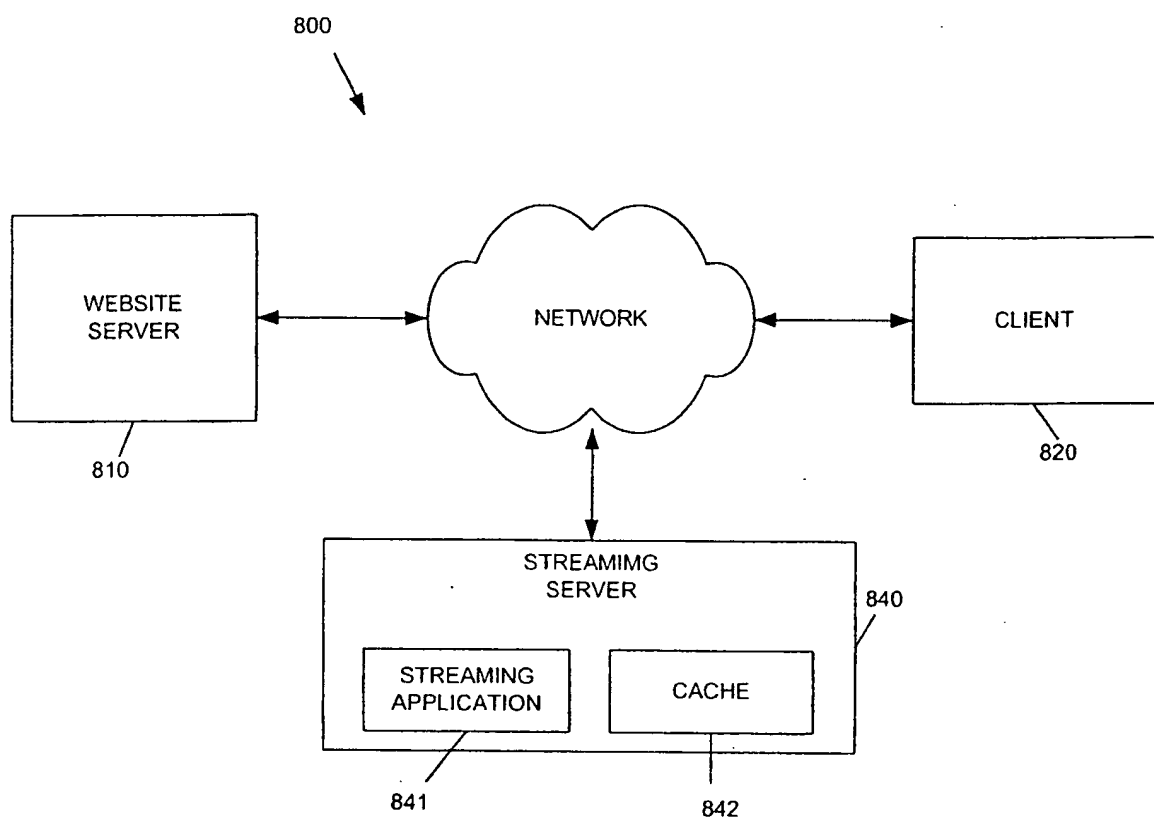 800
WEBSITE
SERVER
NETWORK
CLIENT
810
820
STREAMIMG
SERVER
840
STREAMING
APPLICATION
CACHE
841
842